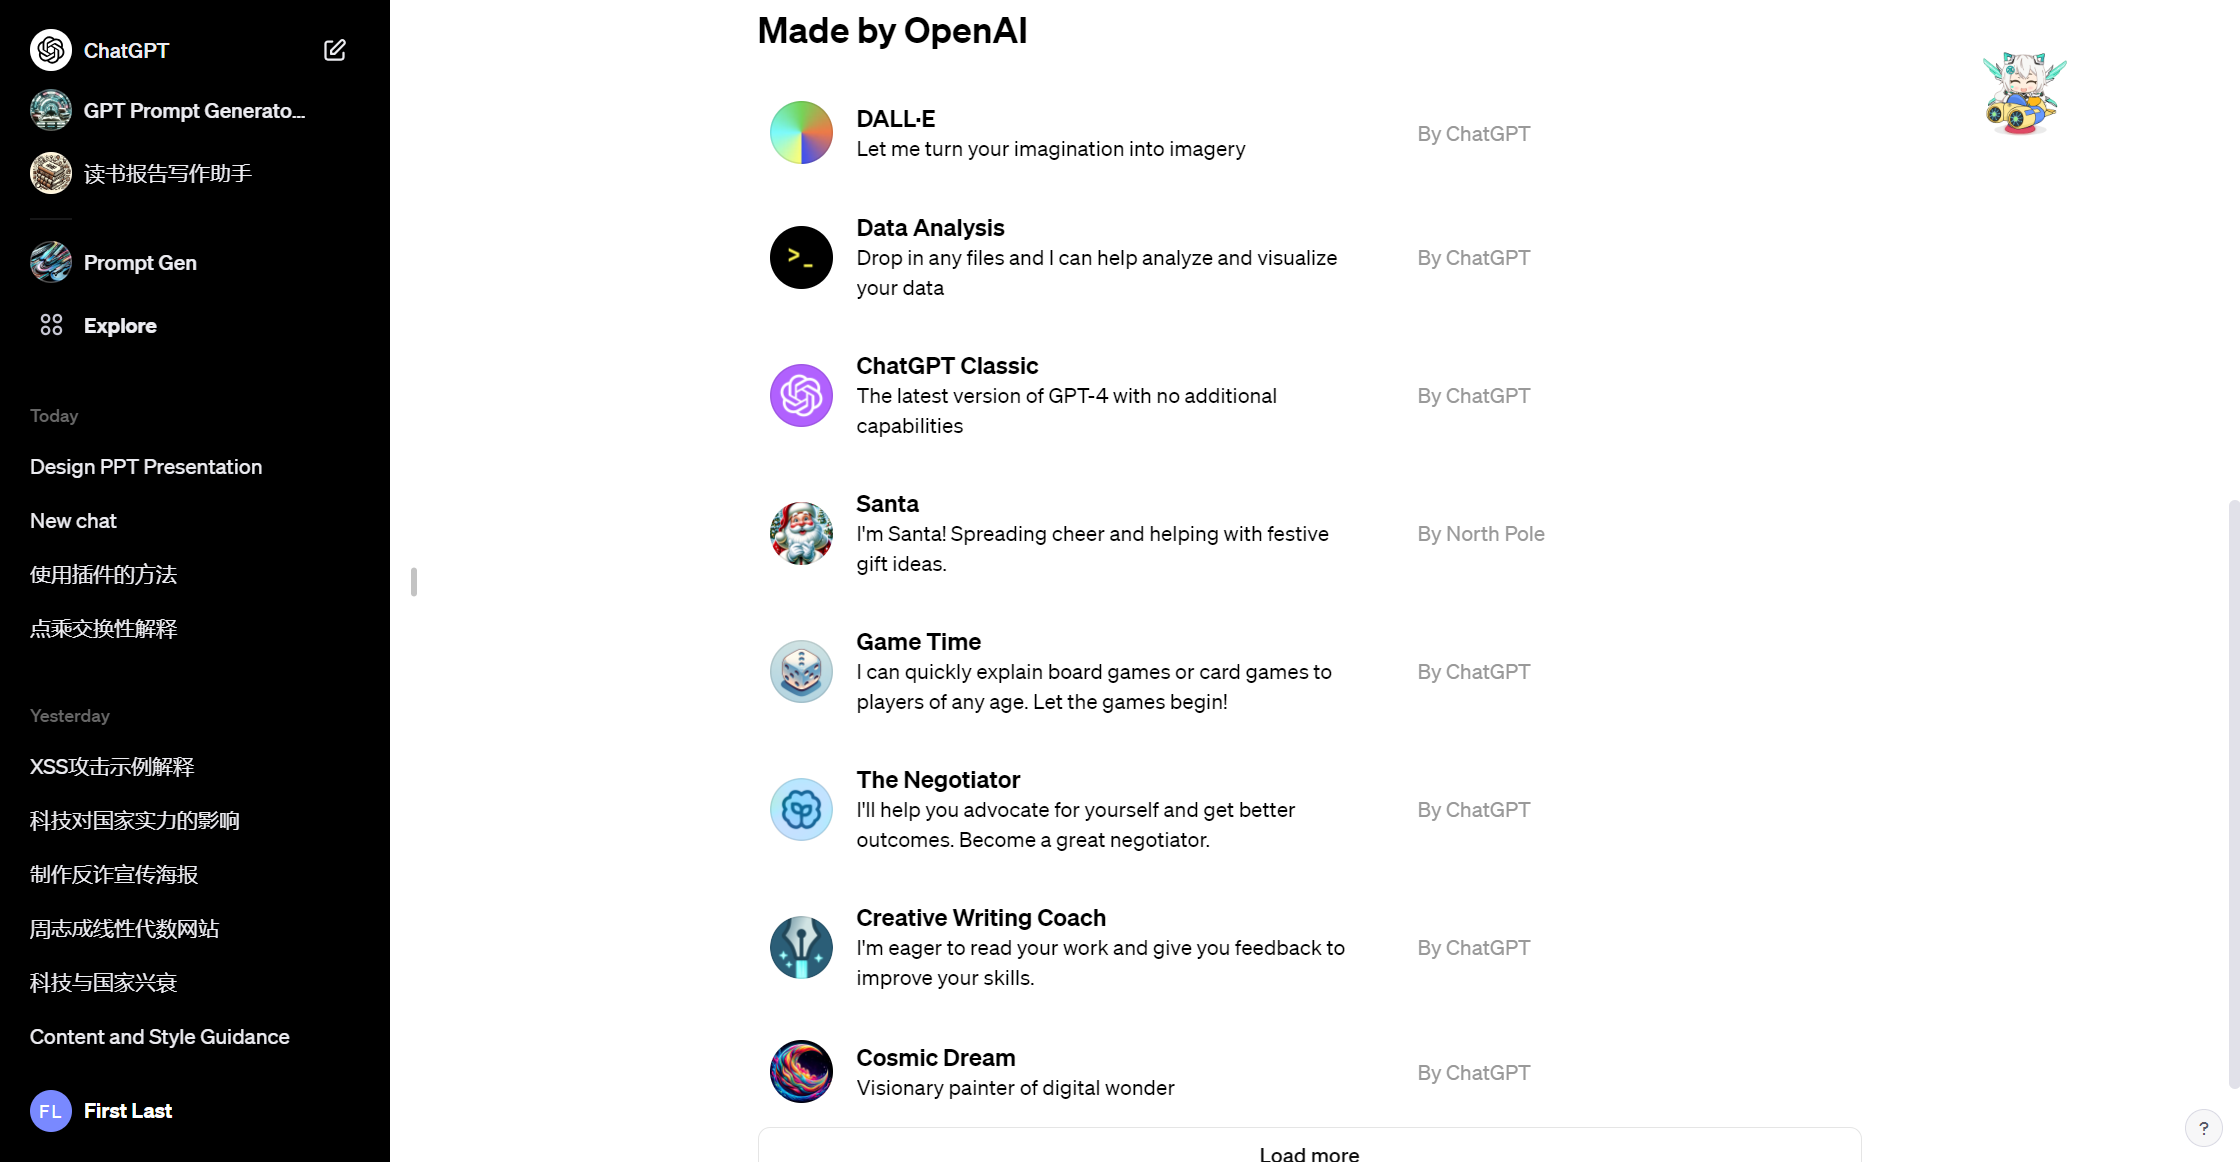 ChatGPT
GPT Prompt Generato...
读书报告写作助手
Prompt Gen
Explore
Today
Design PPT Presentation
New chat
使用插件的方法
点乘交换性解释
Yesterday
XSS攻击示例解释
科技对国家实力的影响
制作反诈宣传海报
周志成线性代数网站
科技与国家兴衰
Content and Style Guidance
FL
First Last
Made by OpenAI
DALL·E
Let me turn your imagination into imagery
By ChatGPT
Data Analysis
Drop in any files and I can help analyze and visualize
your data
By ChatGPT
ChatGPT Classic
The latest version of GPT-4 with no additional
capabilities
By ChatGPT
Santa
I'm Santa! Spreading cheer and helping with festive
gift ideas.
By North Pole
Game Time
I can quickly explain board games or card games to
players of any age. Let the games begin!
By ChatGPT
The Negotiator
I'll help you advocate for yourself and get better
outcomes. Become a great negotiator.
By ChatGPT
Creative Writing Coach
I'm eager to read your work and give you feedback to
improve your skills.
By ChatGPT
Cosmic Dream
Visionary painter of digital wonder
By ChatGPT
Load more
?